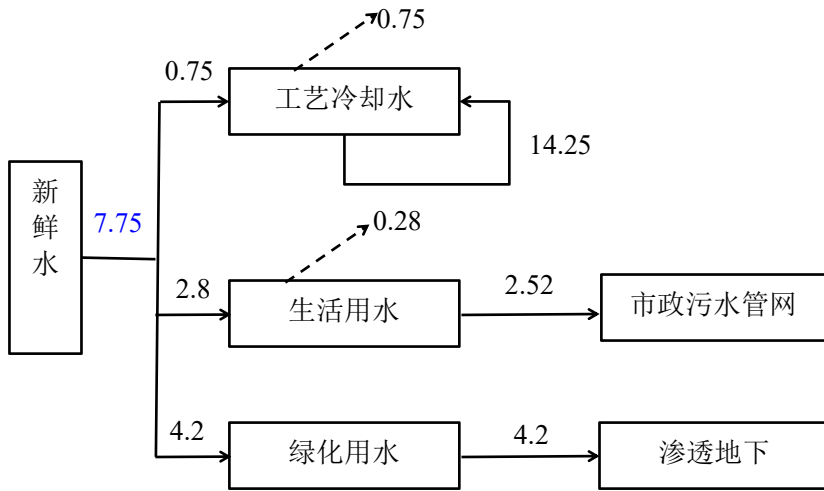 0.75
0.75
工艺冷却水
14.25
新鲜水
7.75
0.28
2.8
生活用水
2.52
市政污水管网
4.2
绿化用水
4.2
渗透地下